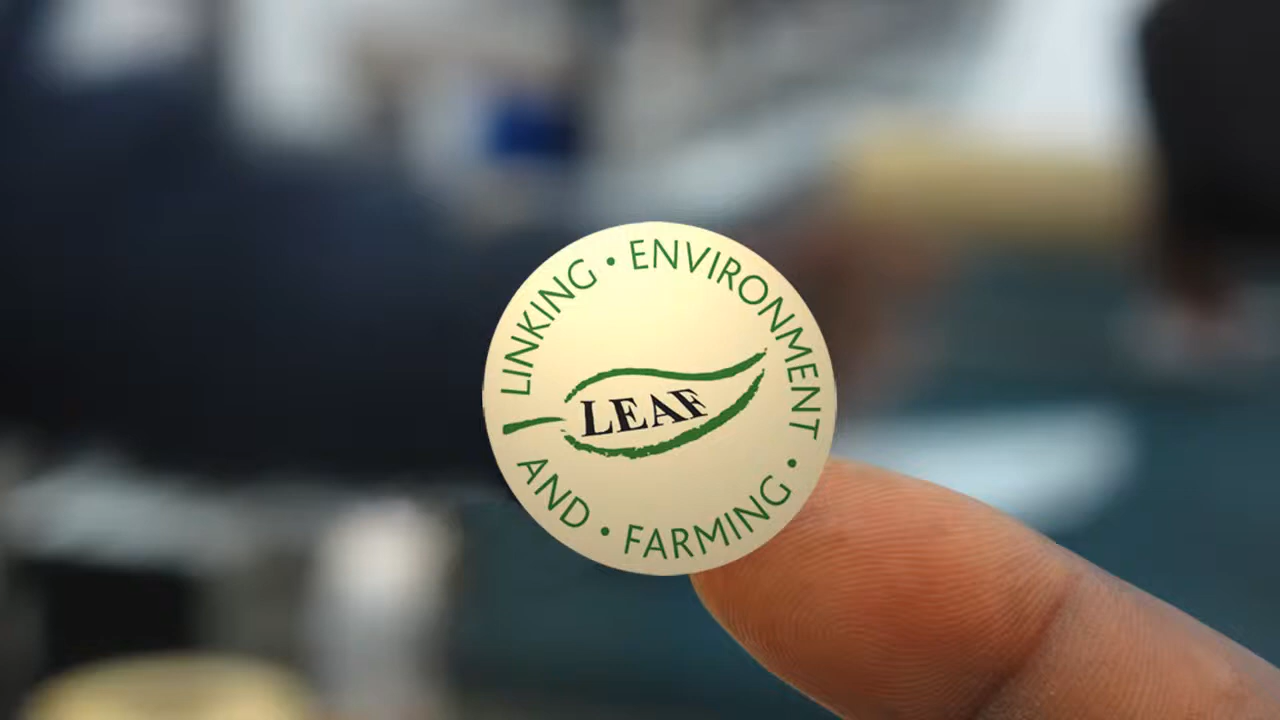 LINKING • ENVIRONMENT
AND • FARMING •
LEAF